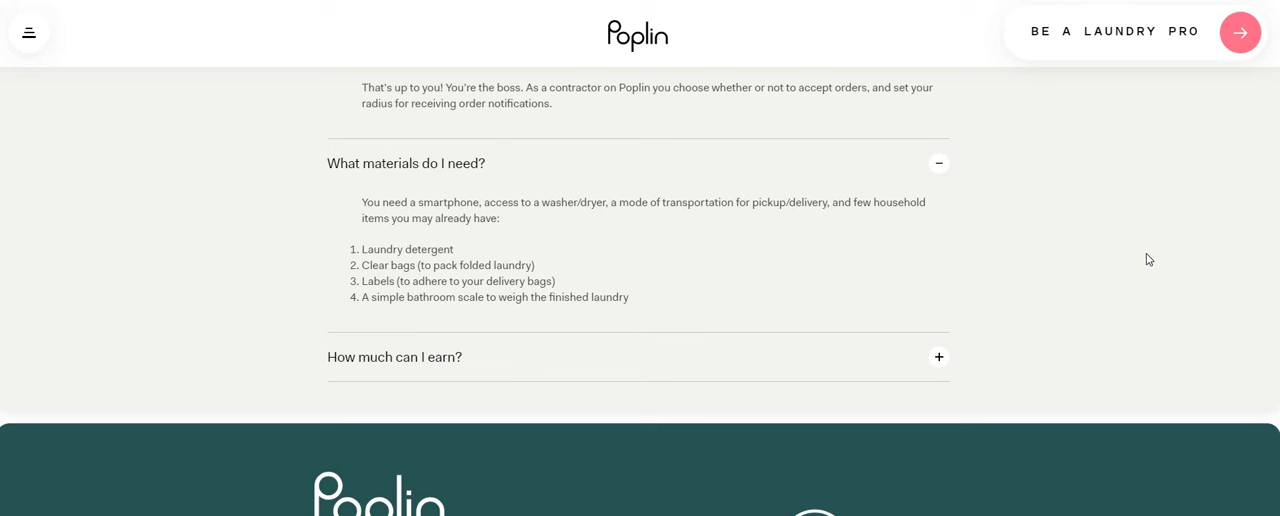 Poplin
BE A LAUNDRY PRO
That's up to you! You're the boss. As a contractor on Poplin you choose whether or not to accept orders, and set your
radius for receiving order notifications.
What materials do I need?
You need a smartphone, access to a washer/dryer, a mode of transportation for pickup/delivery, and few household
items you may already have:
1. Laundry detergent
2. Clear bags (to pack folded laundry)
3. Labels (to adhere to your delivery bags)
4. A simple bathroom scale to weigh the finished laundry
How much can I earn?
Poplin